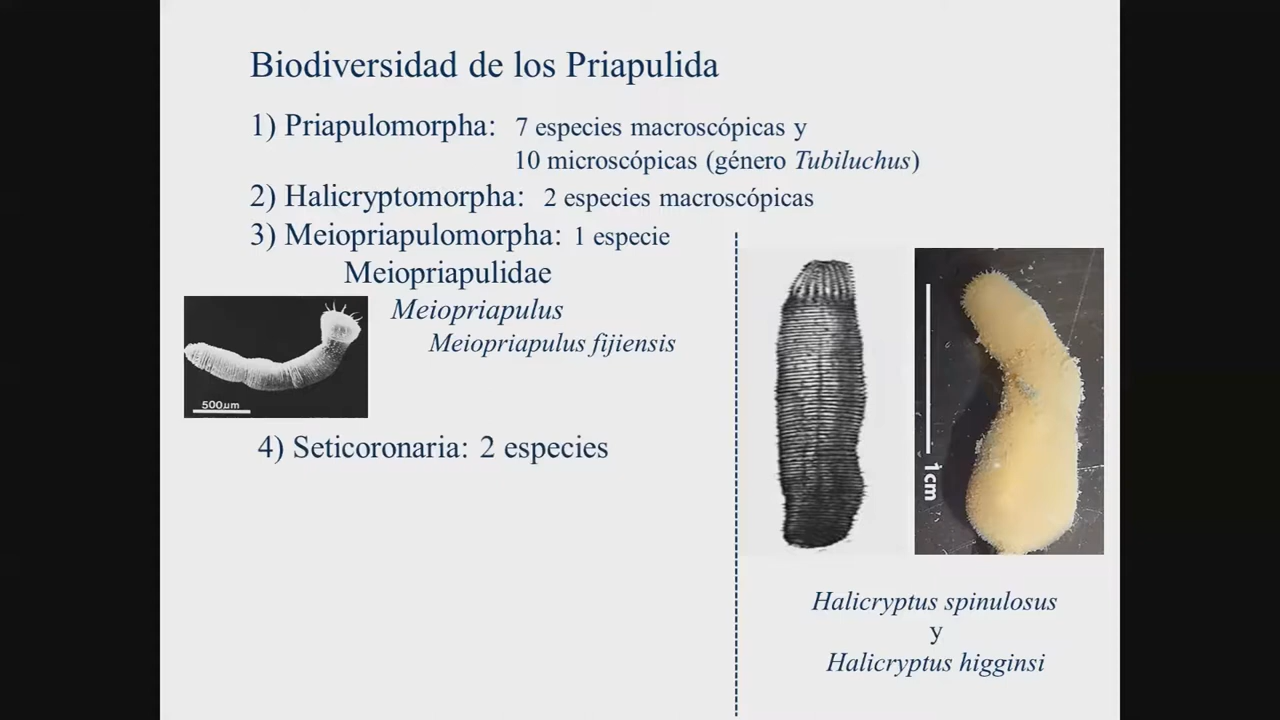 Biodiversidad de los Priapulida
1) Priapulomorpha: 7 especies macroscópicas y
10 microscópicas (género Tubiluchus)
2) Halicryptomorpha: 2 especies macroscópicas
3) Meiopriapulomorpha: 1 especie
Meiopriapulidae
Meiopriapulus
Meiopriapulus fijiensis
500µm
4) Seticoronaria: 2 especies
1cm
Halicryptus spinulosus
y
Halicryptus higginsi